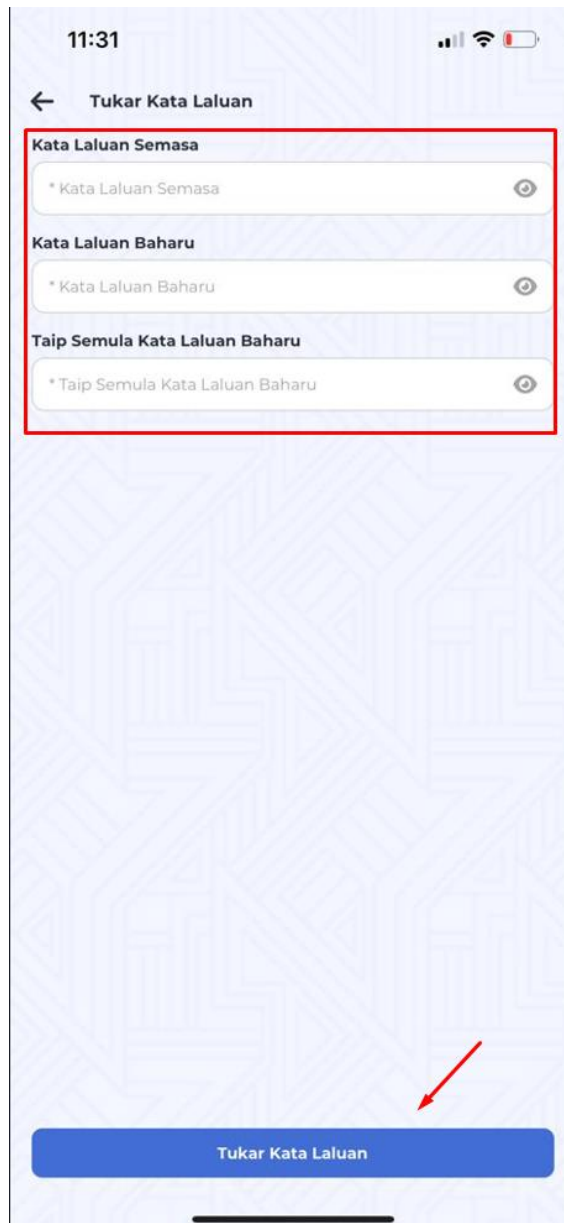 11:31
Tukar Kata Laluan
Kata Laluan Semasa
* Kata Laluan Semasa
Kata Laluan Baharu
* Kata Laluan Baharu
Taip Semula Kata Laluan Baharu
* Taip Semula Kata Laluan Baharu
Tukar Kata Laluan